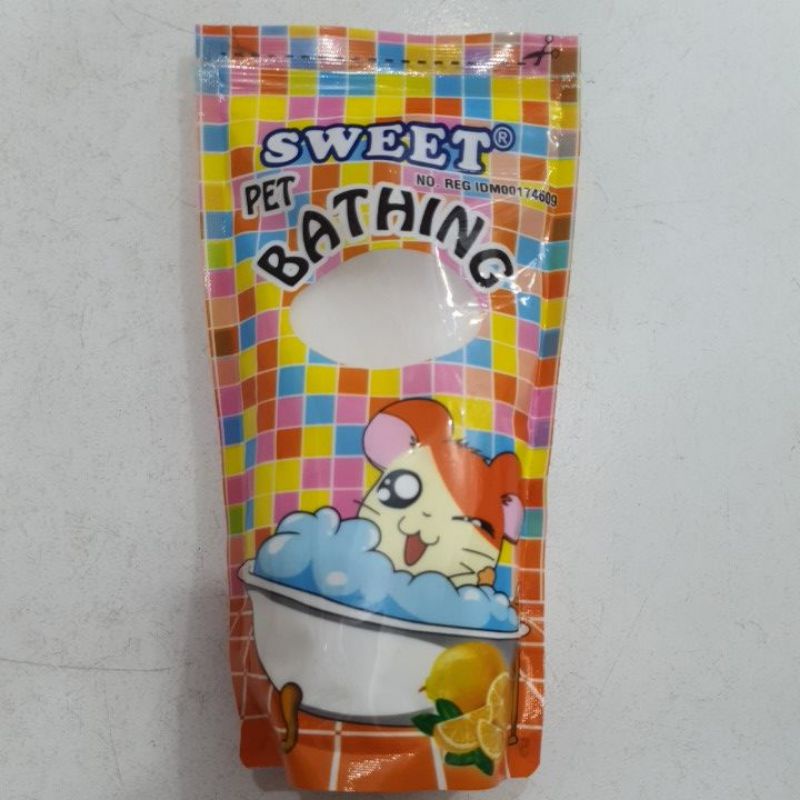 SWEET®
PET
NO. REG IDM00174609
BATHING